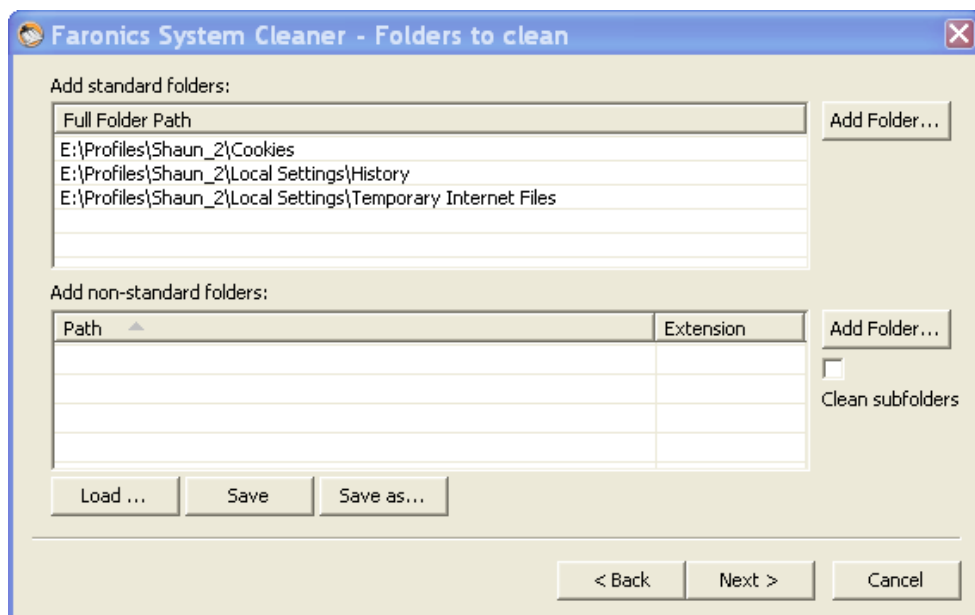 Faronics System Cleaner - Folders to clean
Add standard folders:
Full Folder Path
Add Folder...
E:\Profiles\Shaun_2\Cookies
E:\Profiles\Shaun_2\Local Settings\History
E:\Profiles\Shaun_2\Local Settings\Temporary Internet Files
Add non-standard folders:
Path Extension
Add Folder...
Clean subfolders
Load ... Save Save as...
< Back Next > Cancel